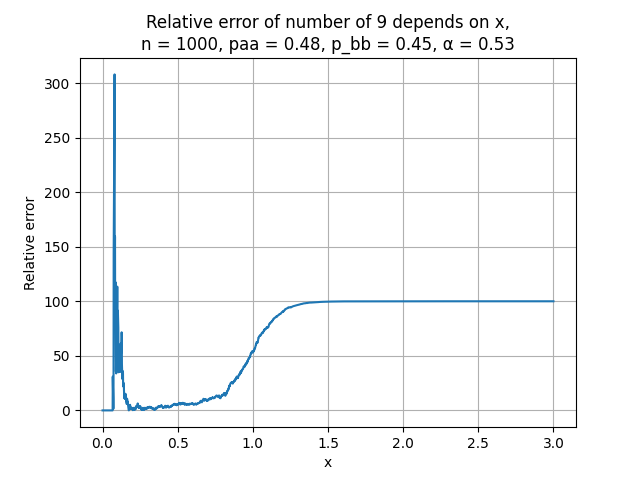 Relative error of number of 9 depends on x,
n = 1000, paa = 0.48, p_bb = 0.45, α = 0.53
300
250
200
150
100
50
0
Relative error
0.0 0.5 1.0 1.5 2.0 2.5 3.0
x